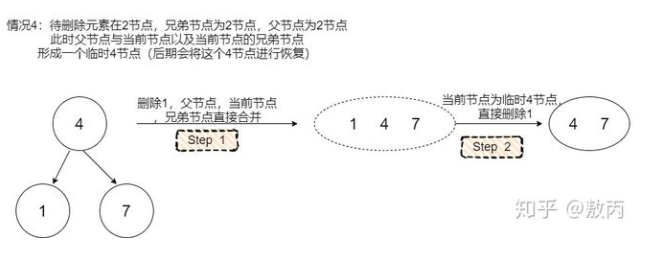 情况4：待删除元素在2节点，兄弟节点为2节点，父节点为2节点
此时父节点与当前节点以及当前节点的兄弟节点
形成一个临时4节点（后期会将这个4节点进行恢复）
删除1，父节点，当前节点
，兄弟节点直接合并
Step 1
当前节点为临时4节点，
直接删除1
Step 2
4
1 7
1 4 7
4 7
知乎 @敖丙